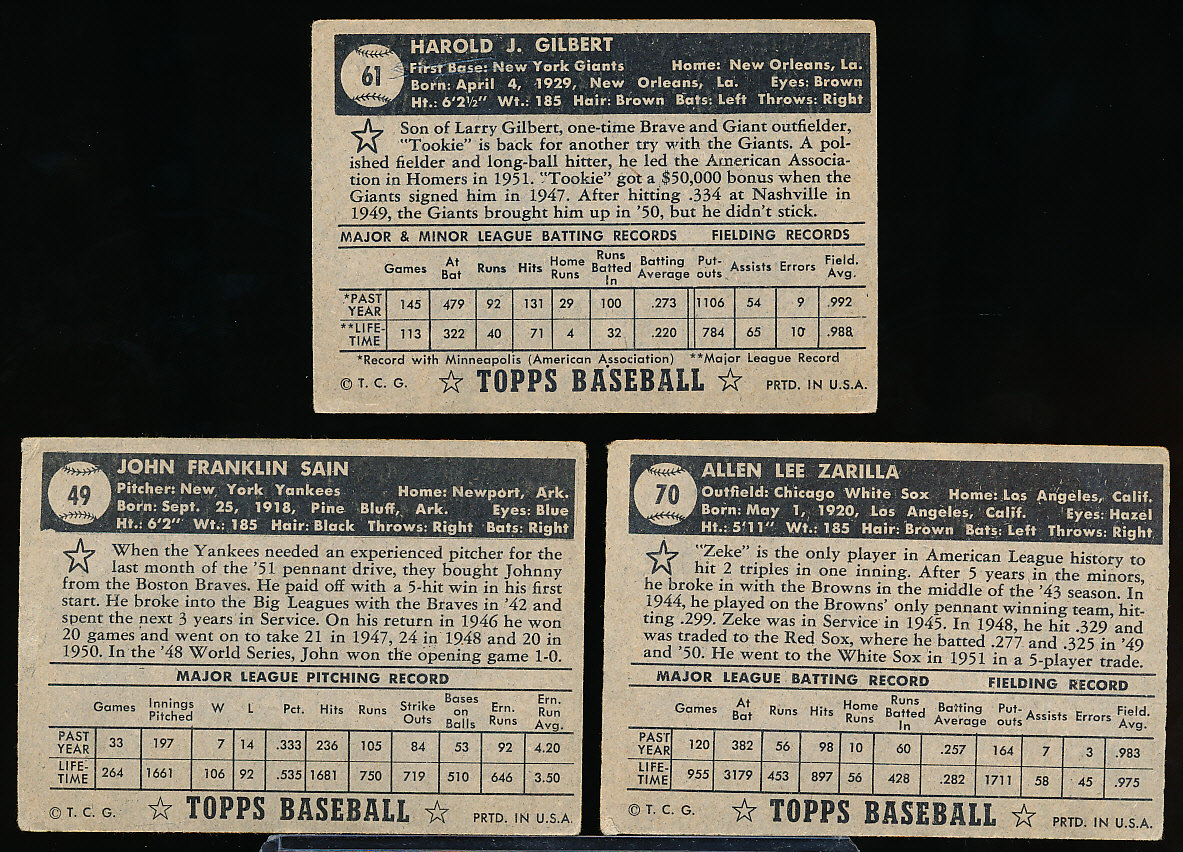 61
HAROLD J. GILBERT
First Base: New York Giants Home: New Orleans, La.
Born: April 4, 1929, New Orleans, La. Eyes: Brown
Ht.: 6'2½" Wt.: 185 Hair: Brown Bats: Left Throws: Right
Son of Larry Gilbert, one-time Brave and Giant outfielder,
"Tookie" is back for another try with the Giants. A pol-
ished fielder and long-ball hitter, he led the American Associa-
tion in Homers in 1951. "Tookie" got a $50,000 bonus when the
Giants signed him in 1947. After hitting .334 at Nashville in
1949, the Giants brought him up in '50, but he didn't stick.
MAJOR & MINOR LEAGUE BATTING RECORDS FIELDING RECORDS
Games At Bat Runs Hits Home Runs Runs Batted In Batting Average Put-outs Assists Errors Field. Avg.
*PAST YEAR 145 479 92 131 29 100 .273 1106 54 9 .992
**LIFE-TIME 113 322 40 71 4 32 .220 784 65 10 .988
*Record with Minneapolis (American Association) **Major League Record
© T. C. G. TOPPS BASEBALL PRTD. IN U.S.A.
49
JOHN FRANKLIN SAIN
Pitcher: New York Yankees Home: Newport, Ark.
Born: Sept. 25, 1918, Pine Bluff, Ark. Eyes: Blue
Ht.: 6'2" Wt.: 185 Hair: Black Throws: Right Bats: Right
When the Yankees needed an experienced pitcher for the
last month of the '51 pennant drive, they bought Johnny
from the Boston Braves. He paid off with a 5-hit win in his first
start. He broke into the Big Leagues with the Braves in '42 and
spent the next 3 years in Service. On his return in 1946 he won
20 games and went on to take 21 in 1947, 24 in 1948 and 20 in
1950. In the '48 World Series, John won the opening game 1-0.
MAJOR LEAGUE PITCHING RECORD
Games Innings Pitched W L Pct. Hits Runs Strike Outs Bases on Balls Ern. Runs Ern. Run Avg.
PAST YEAR 33 197 7 14 .333 236 105 84 53 92 4.20
LIFE-TIME 264 1661 106 92 .535 1681 750 719 510 646 3.50
© T. C. G. TOPPS BASEBALL PRTD. IN U.S.A.
70
ALLEN LEE ZARILLA
Outfield: Chicago White Sox Home: Los Angeles, Calif.
Born: May 1, 1920, Los Angeles, Calif. Eyes: Hazel
Ht.: 5'11" Wt.: 185 Hair: Brown Bats: Left Throws: Right
"Zeke" is the only player in American League history to
hit 2 triples in one inning. After 5 years in the minors,
he broke in with the Browns in the middle of the '43 season. In
1944, he played on the Browns' only pennant winning team, hit-
ting .299. Zeke was in Service in 1945. In 1948, he hit .329 and
was traded to the Red Sox, where he batted .277 and .325 in '49
and '50. He went to the White Sox in 1951 in a 5-player trade.
MAJOR LEAGUE BATTING RECORD FIELDING RECORD
Games At Bat Runs Hits Home Runs Runs Batted In Batting Average Put-outs Assists Errors Field. Avg.
PAST YEAR 120 382 56 98 10 60 .257 164 7 3 .983
LIFE-TIME 955 3179 453 897 56 428 .282 1711 58 45 .975
© T. C. G. TOPPS BASEBALL PRTD. IN U.S.A.